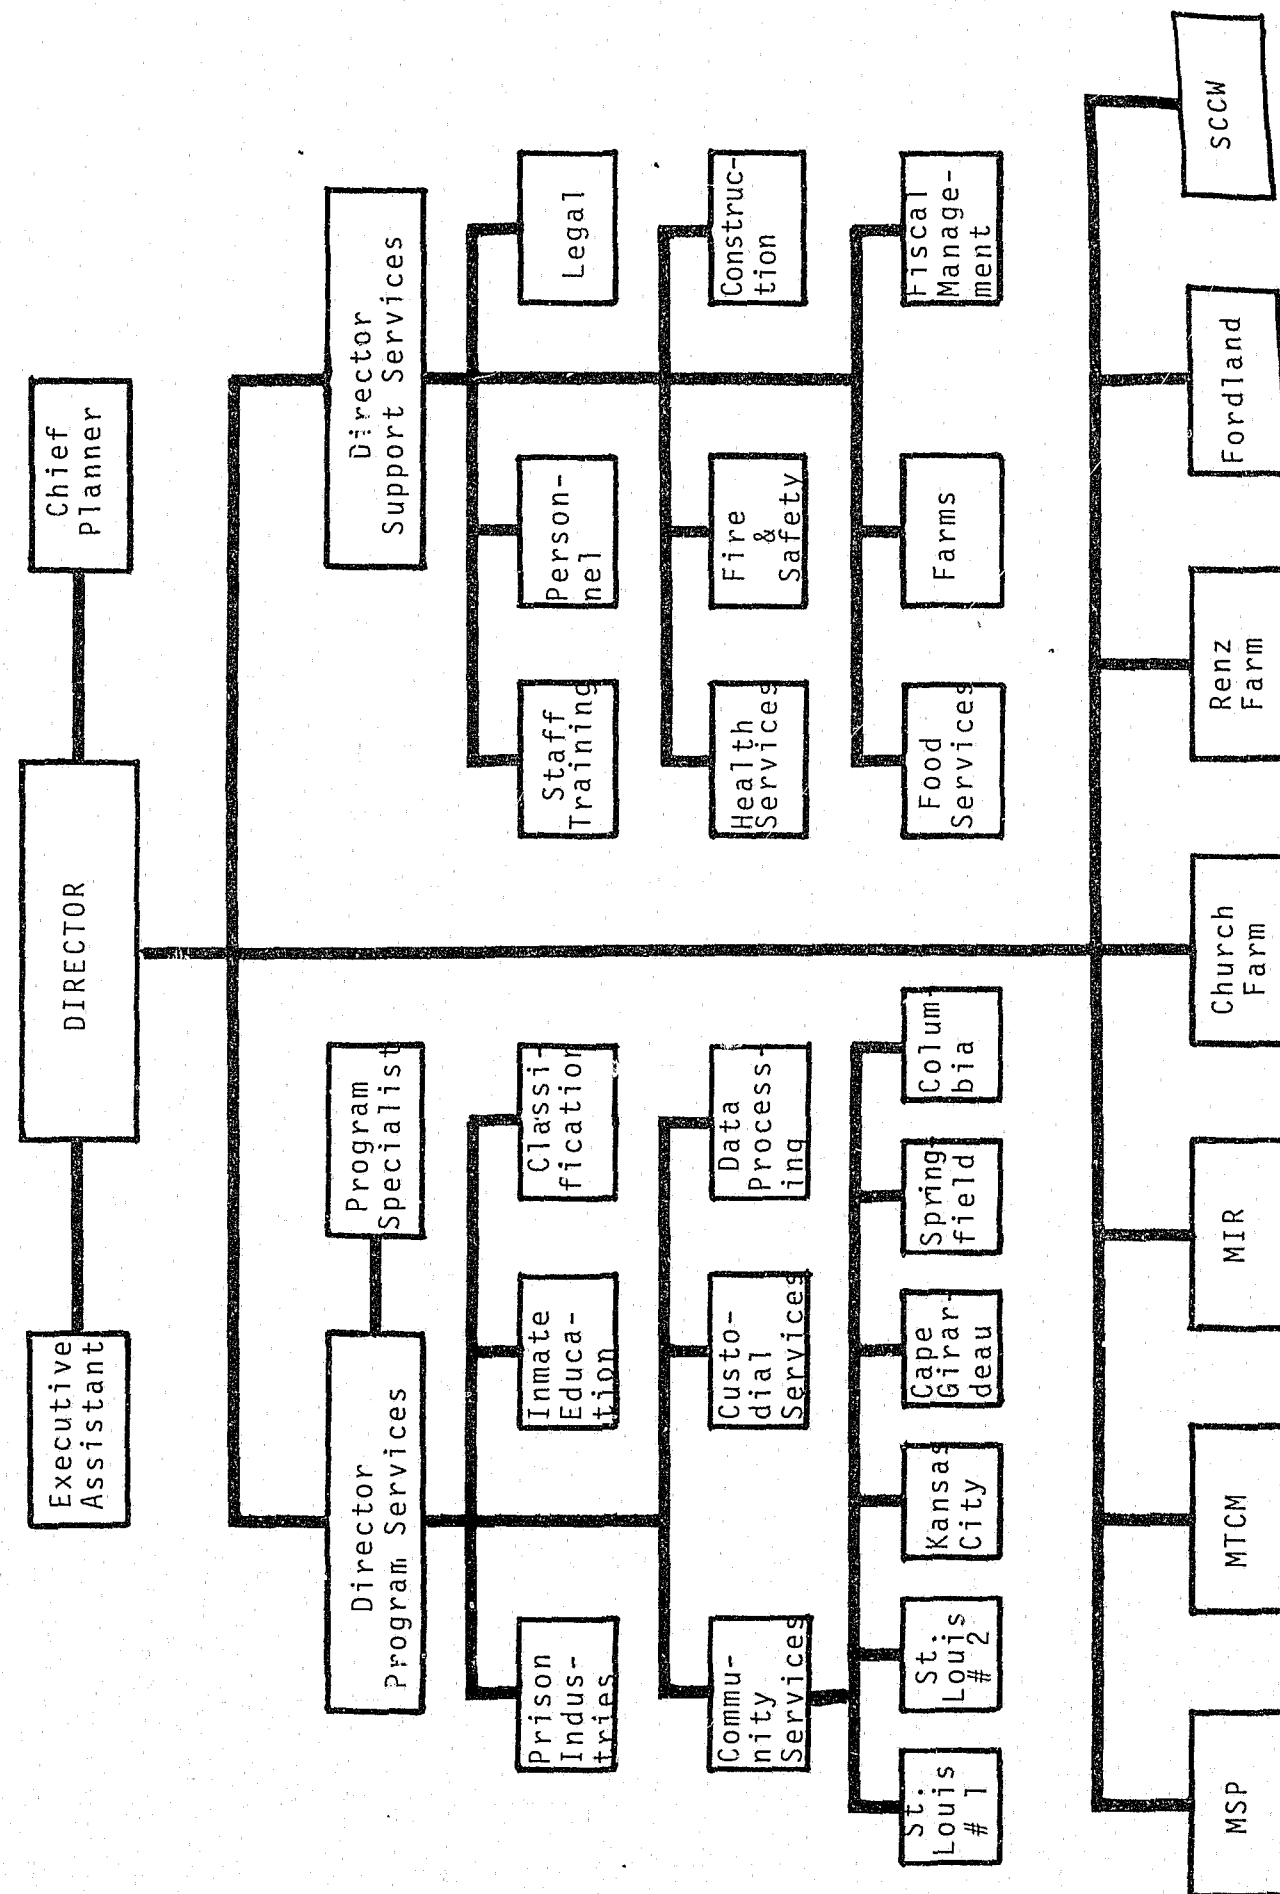 DIRECTOR
Executive
Assistant
Chief
Planner
Director
Program Services
Program
Specialist
Director
Support Services
Prison
Indus-
tries
Inmate
Educa-
tion
Classi-
fication
Staff
Training
Person-
nel
Legal
Commu-
nity
Services
Custo-
dial
Services
Data
Process-
ing
Health
Services
Fire
&
Safety
Construc-
tion
St.
Louis
# 1
St.
Louis
# 2
Kansas
City
Cape
Girar-
deau
Spring-
field
Colum-
bia
Food
Services
Farms
Fiscal
Manage-
ment
MSP
MTCM
MIR
Church
Farm
Renz
Farm
Fordland
SCCW